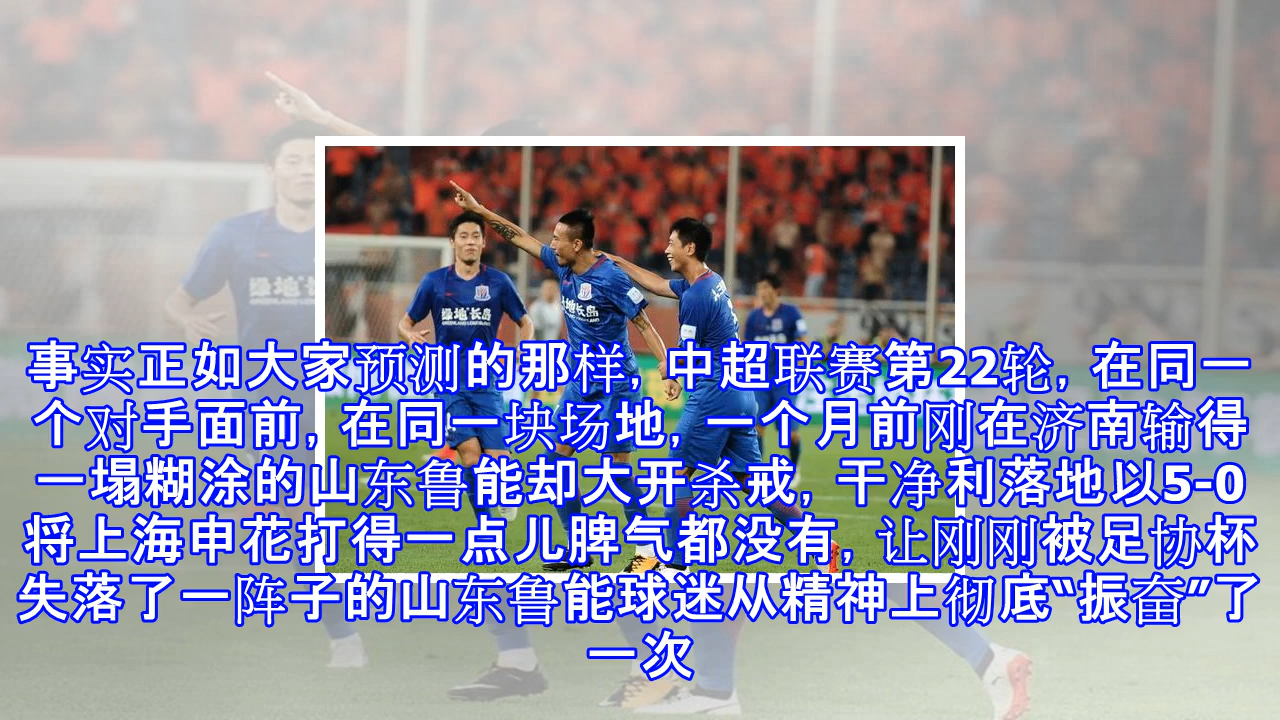 绿地长岛
事实正如大家预测的那样, 中超联赛第22轮, 在同一
个对手面前, 在同一块场地, 一个月前刚在济南输得
一塌糊涂的山东鲁能却大开杀戒, 干净利落地以5-0
将上海申花打得一点儿脾气都没有, 让刚刚被足协杯
失落了一阵子的山东鲁能球迷从精神上彻底“振奋”了
一次